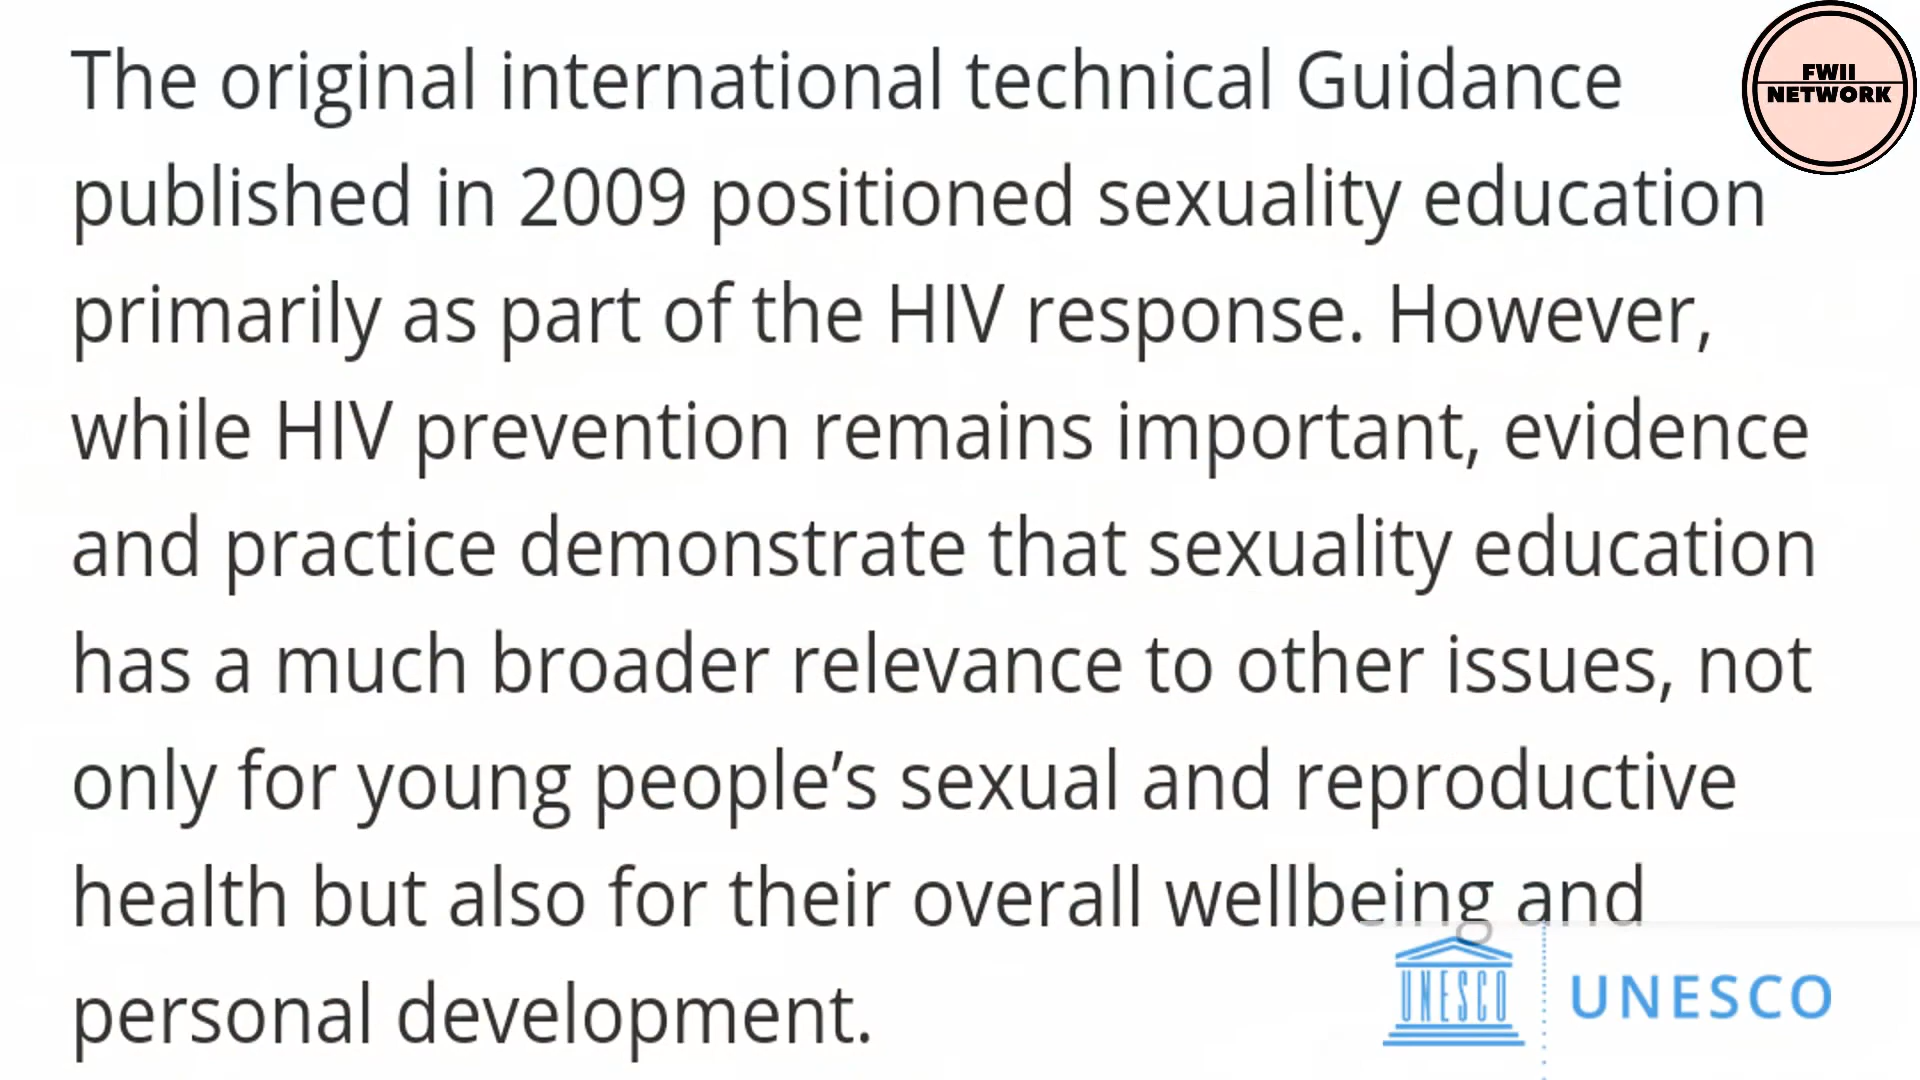 The original international technical Guidance
published in 2009 positioned sexuality education
primarily as part of the HIV response. However,
while HIV prevention remains important, evidence
and practice demonstrate that sexuality education
has a much broader relevance to other issues, not
only for young people’s sexual and reproductive
health but also for their overall wellbeing and
personal development.
FWII
NETWORK
UNESCO
UNESCO